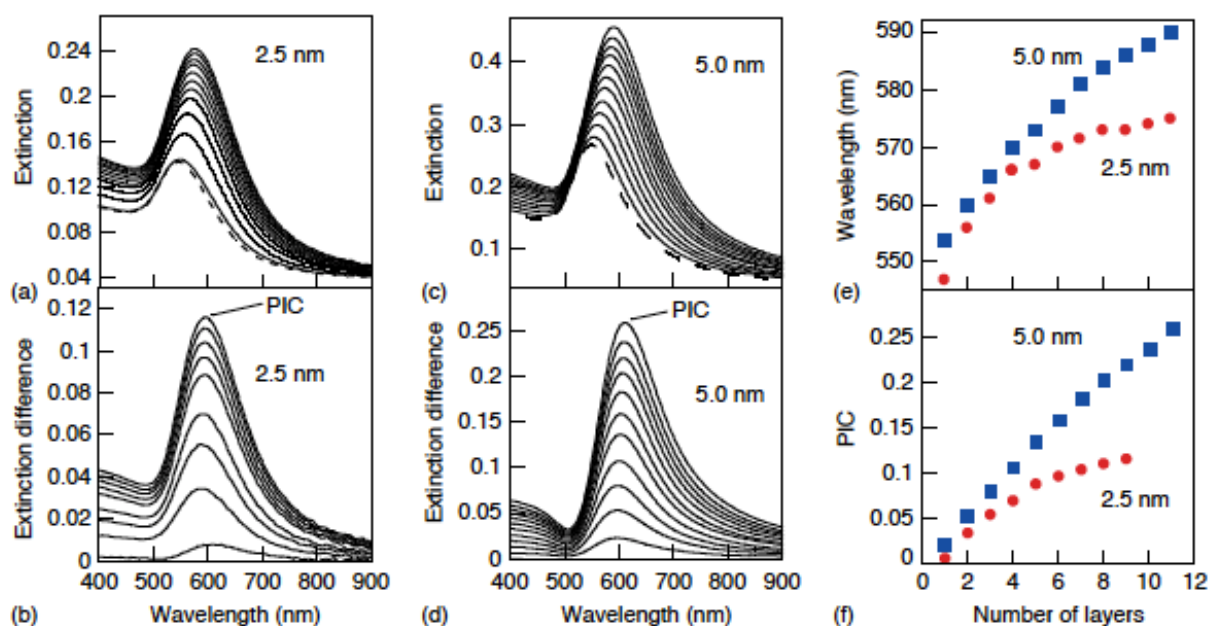 Extinction
0.24
0.2
0.16
0.12
0.08
0.04
2.5 nm
(a)
Extinction difference
0.12
0.1
0.08
0.06
0.04
0.02
0
PIC
2.5 nm
400 500 600 700 800 900
(b)
Wavelength (nm)
Extinction
0.4
0.3
0.2
0.1
5.0 nm
(c)
Extinction difference
0.25
0.2
0.15
0.1
0.05
0
PIC
5.0 nm
400 500 600 700 800 900
(d)
Wavelength (nm)
Wavelength (nm)
590
580
570
560
550
5.0 nm
2.5 nm
(e)
PIC
0.25
0.2
0.15
0.1
0.05
0
5.0 nm
2.5 nm
0 2 4 6 8 10 12
(f)
Number of layers